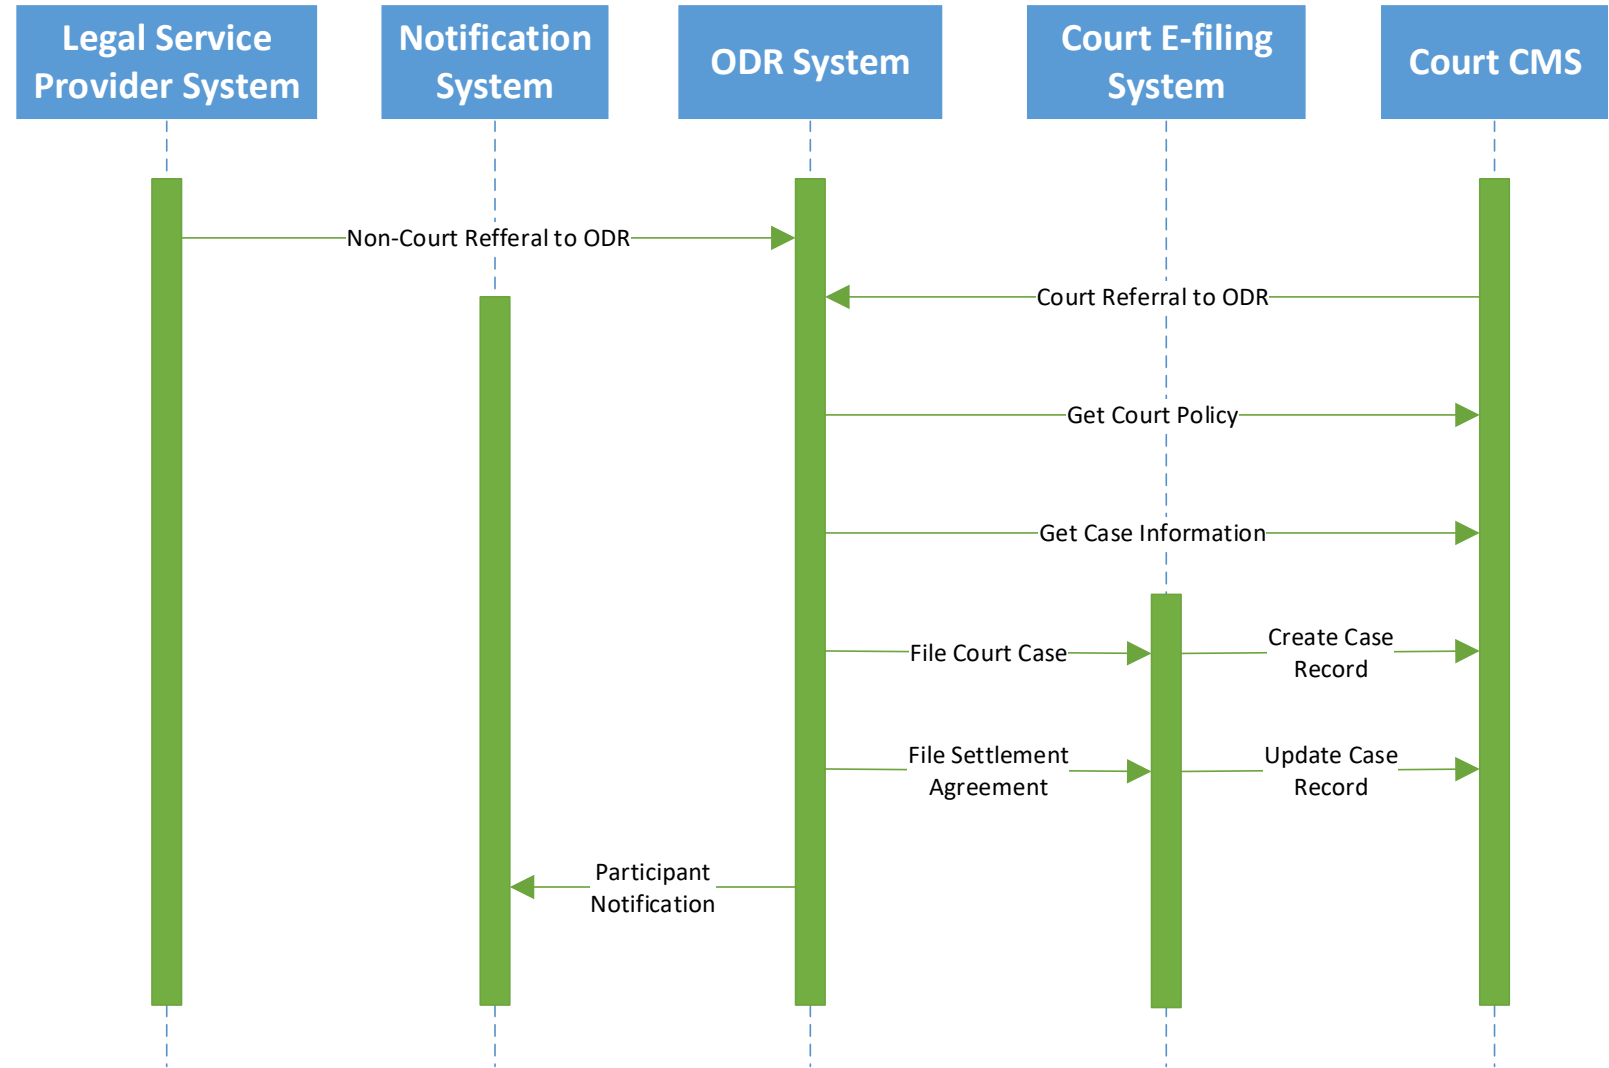 Legal Service
Provider System
Notification
System
ODR System
Court E-filing
System
Court CMS
Non-Court Refferal to ODR
Court Referral to ODR
Get Court Policy
Get Case Information
File Court Case
Create Case
Record
File Settlement
Agreement
Update Case
Record
Participant
Notification